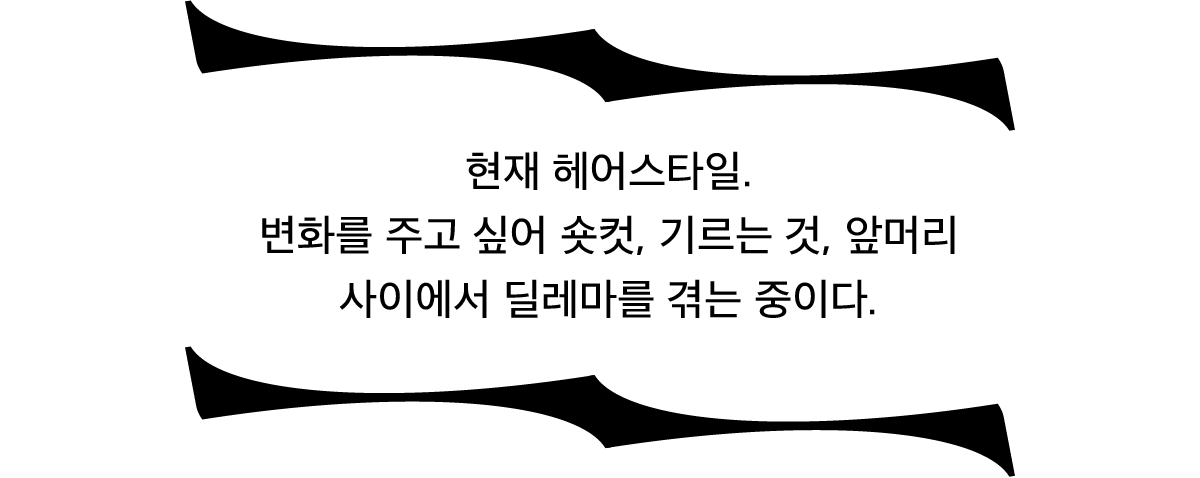 현재 헤어스타일.
변화를 주고 싶어 숏컷, 기르는 것, 앞머리
사이에서 딜레마를 겪는 중이다.